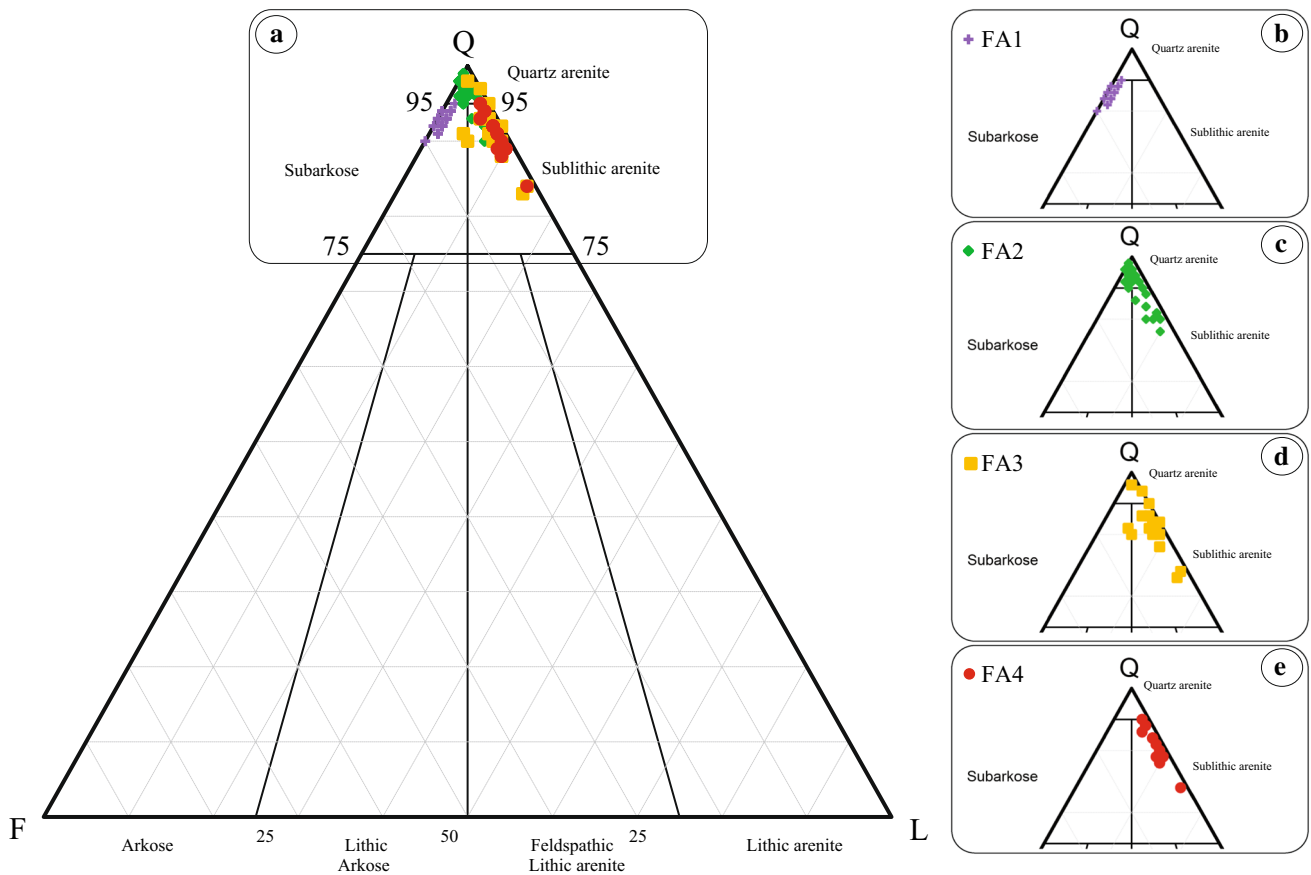 a
Q
Quartz arenite
95
95
Subarkose
Sublithic arenite
75
75
F
L
Arkose
25
Lithic
Arkose
50
Feldspathic
Lithic arenite
25
Lithic arenite
FA1
Q
b
Quartz arenite
Subarkose
Sublithic arenite
FA2
Q
c
Quartz arenite
Subarkose
Sublithic arenite
FA3
Q
d
Quartz arenite
Subarkose
Sublithic arenite
FA4
Q
e
Quartz arenite
Subarkose
Sublithic arenite